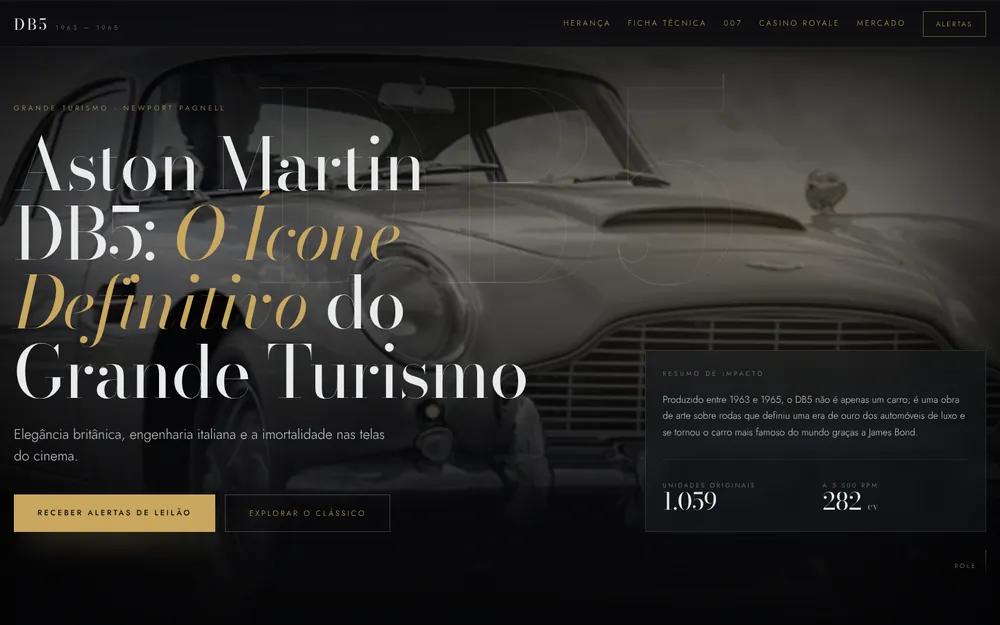 DB5 1963 — 1965
HERANÇA FICHA TÉCNICA 007 CASINO ROYALE MERCADO ALERTAS
GRANDE TURISMO · NEWPORT PAGNELL
DB5
Aston Martin
DB5: O Ícone
Definitivo do
Grande Turismo
Elegância britânica, engenharia italiana e a imortalidade nas telas
do cinema.
RECEBER ALERTAS DE LEILÃO EXPLORAR O CLÁSSICO
RESUMO DE IMPACTO
Produzido entre 1963 e 1965, o DB5 não é apenas um carro; é uma obra
de arte sobre rodas que definiu uma era de ouro dos automóveis de luxo e
se tornou o carro mais famoso do mundo graças a James Bond.
UNIDADES ORIGINAIS
1.059
A 5 500 RPM
282 cv
ROLE